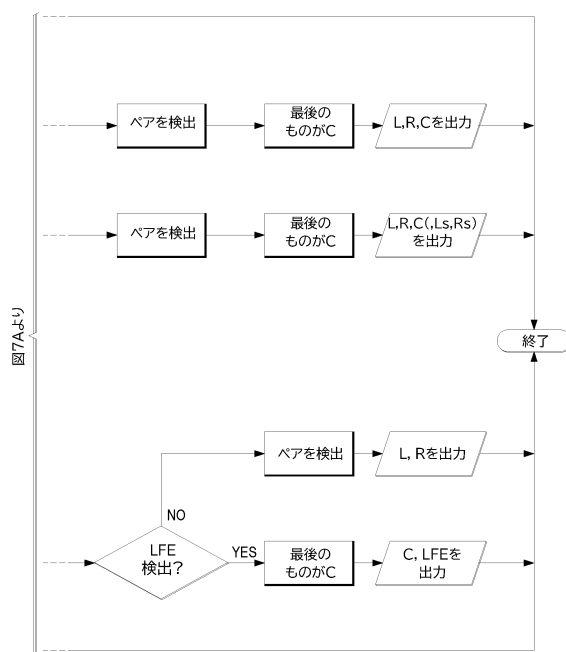 ペアを検出
最後の
ものがC
L,R,Cを出力
ペアを検出
最後の
ものがC
L,R,C(,Ls,Rs)
を出力
図7Aより
終了
ペアを検出
L, Rを出力
NO
LFE
検出?
YES
最後の
ものがC
C, LFEを
出力